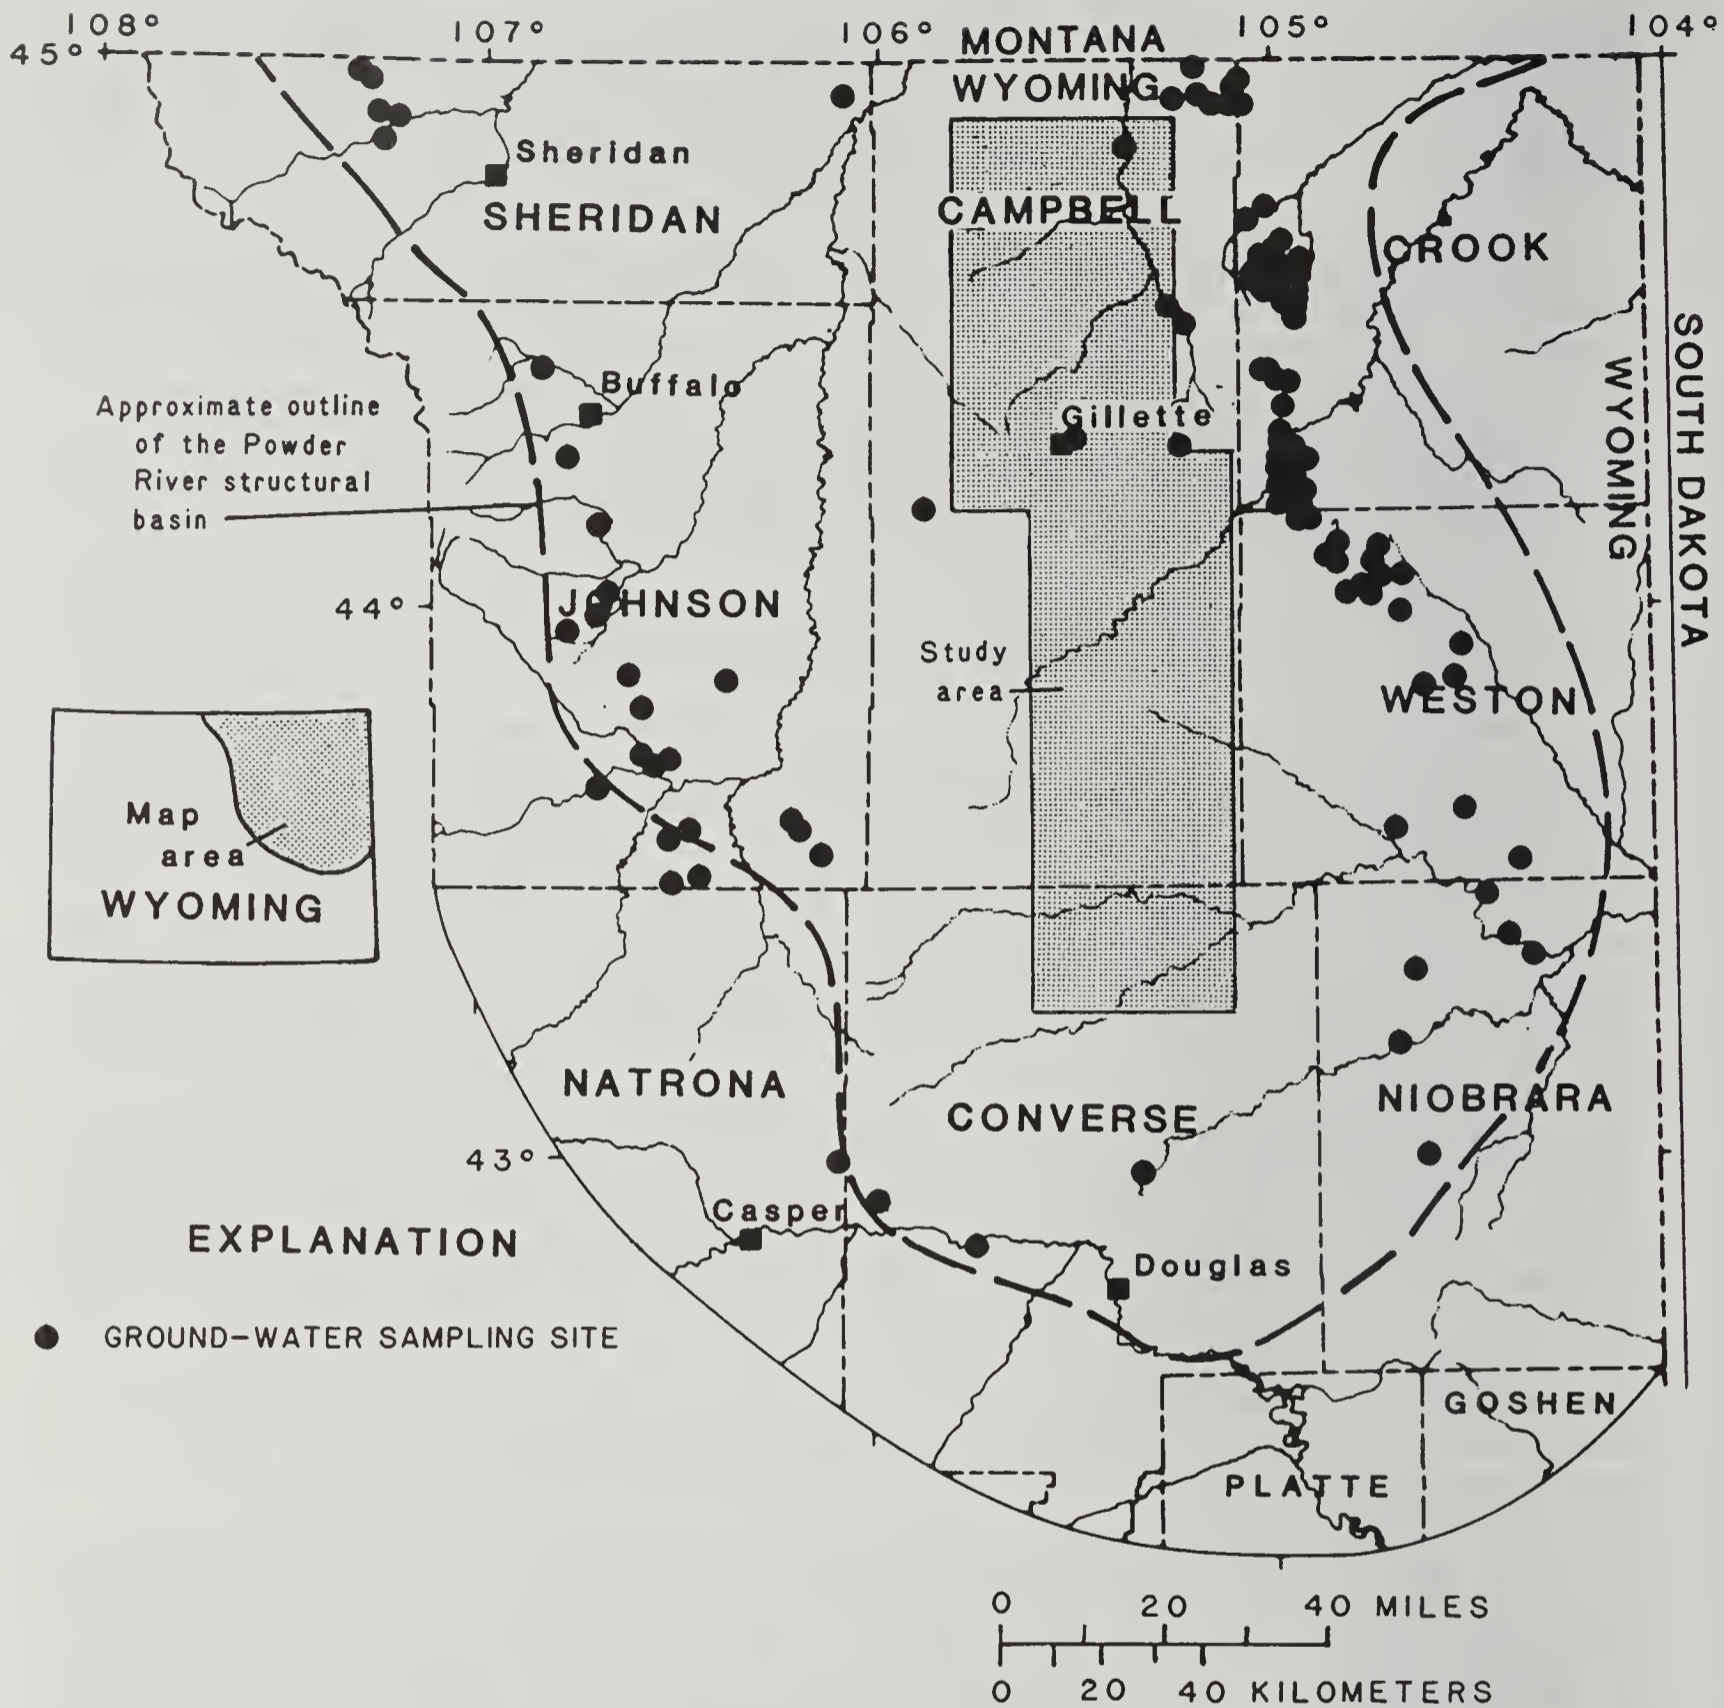 108° 107° 106° 105° 104°
45°
MONTANA
WYOMING
Sheridan
SHERIDAN
CAMPBELL
CROOK
SOUTH DAKOTA
WYOMING
Buffalo
Approximate outline
of the Powder
River structural
basin
Gillette
44°
JOHNSON
Study
area
WESTON
Map
area
WYOMING
NATRONA
CONVERSE
NIOBRARA
43°
Casper
EXPLANATION
Douglas
GROUND-WATER SAMPLING SITE
GOSHEN
PLATTE
0 20 40 MILES
0 20 40 KILOMETERS